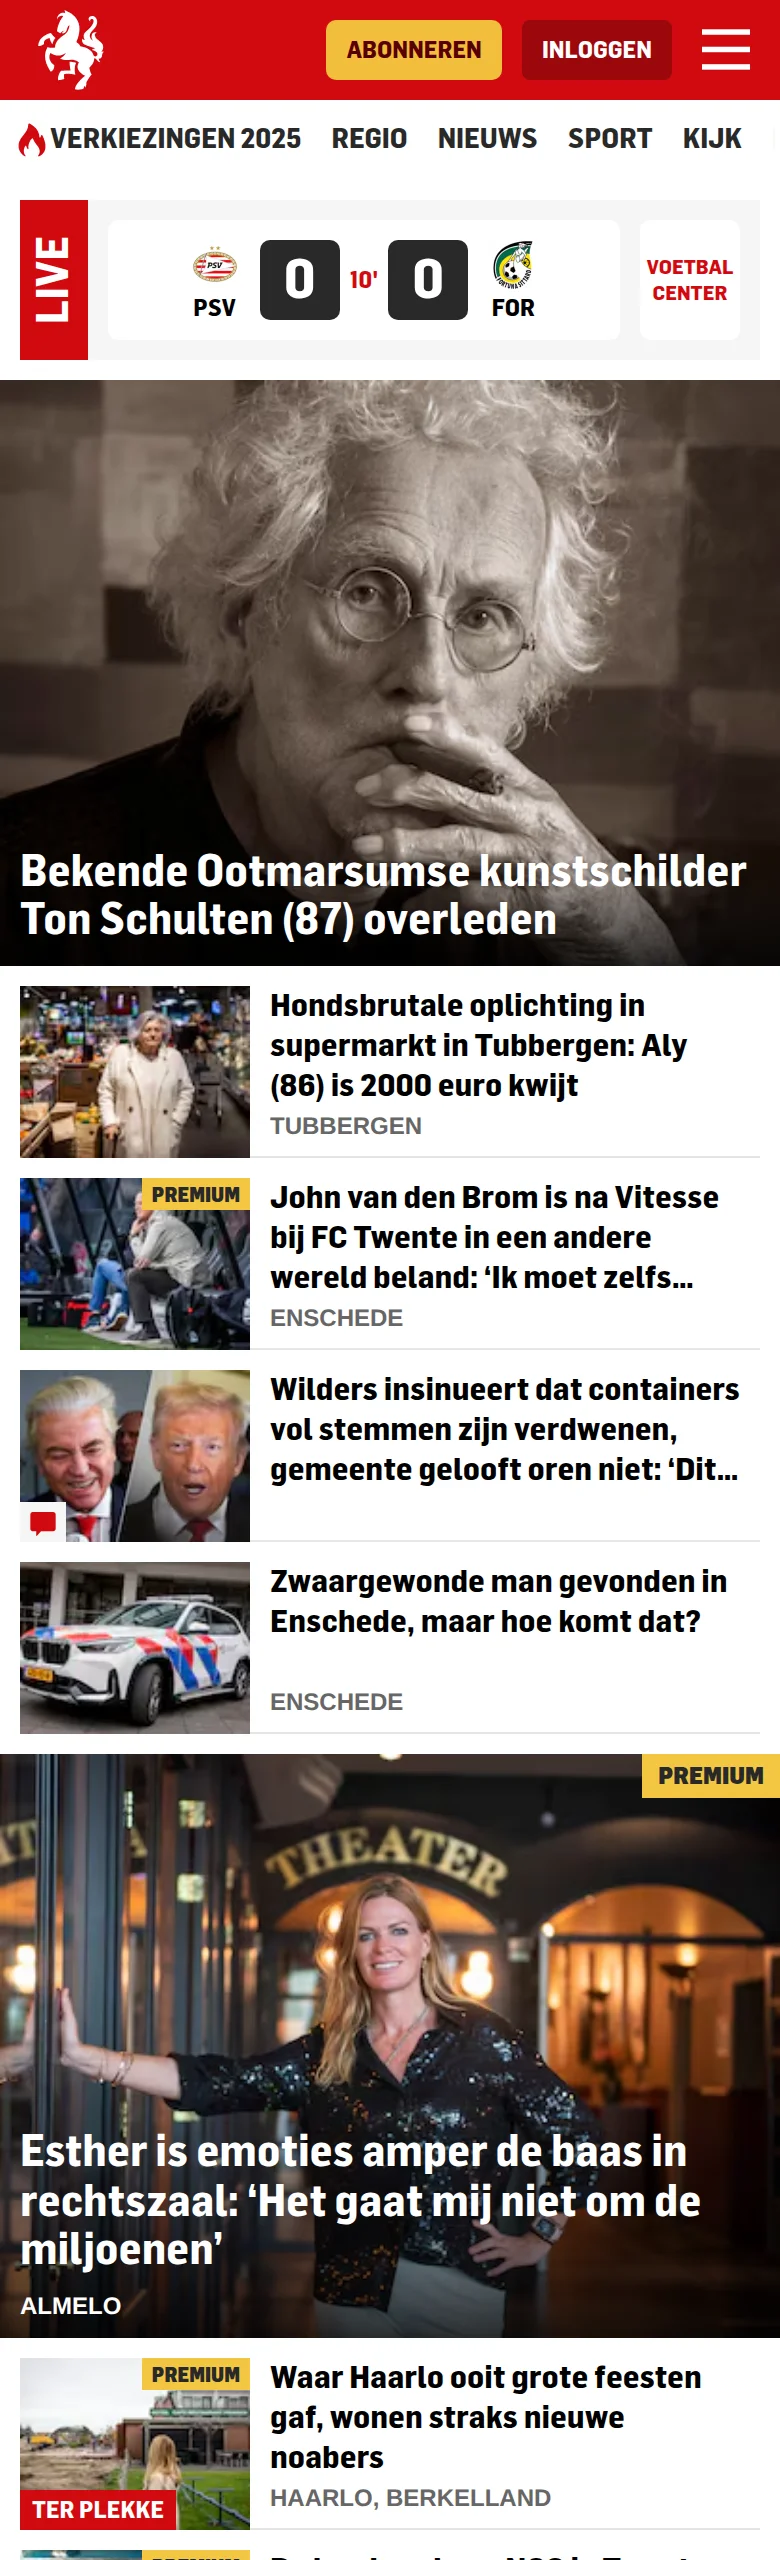 ABONNEREN
INLOGGEN
VERKIEZINGEN 2025
REGIO
NIEUWS
SPORT
KIJK
LIVE
PSV
PSV
0
10'
0
FORTUNA SITTARD
FOR
VOETBAL
CENTER
Bekende Ootmarsumse kunstschilder
Ton Schulten (87) overleden
Hondsbrutale oplichting in
supermarkt in Tubbergen: Aly
(86) is 2000 euro kwijt
TUBBERGEN
PREMIUM
John van den Brom is na Vitesse
bij FC Twente in een andere
wereld beland: ‘Ik moet zelfs...
ENSCHEDE
Wilders insinueert dat containers
vol stemmen zijn verdwenen,
gemeente gelooft oren niet: ‘Dit...
Zwaargewonde man gevonden in
Enschede, maar hoe komt dat?
ENSCHEDE
PREMIUM
THEATER
Esther is emoties amper de baas in
rechtszaal: ‘Het gaat mij niet om de
miljoenen’
ALMELO
PREMIUM
TER PLEKKE
Waar Haarlo ooit grote feesten
gaf, wonen straks nieuwe
noabers
HAARLO, BERKELLAND